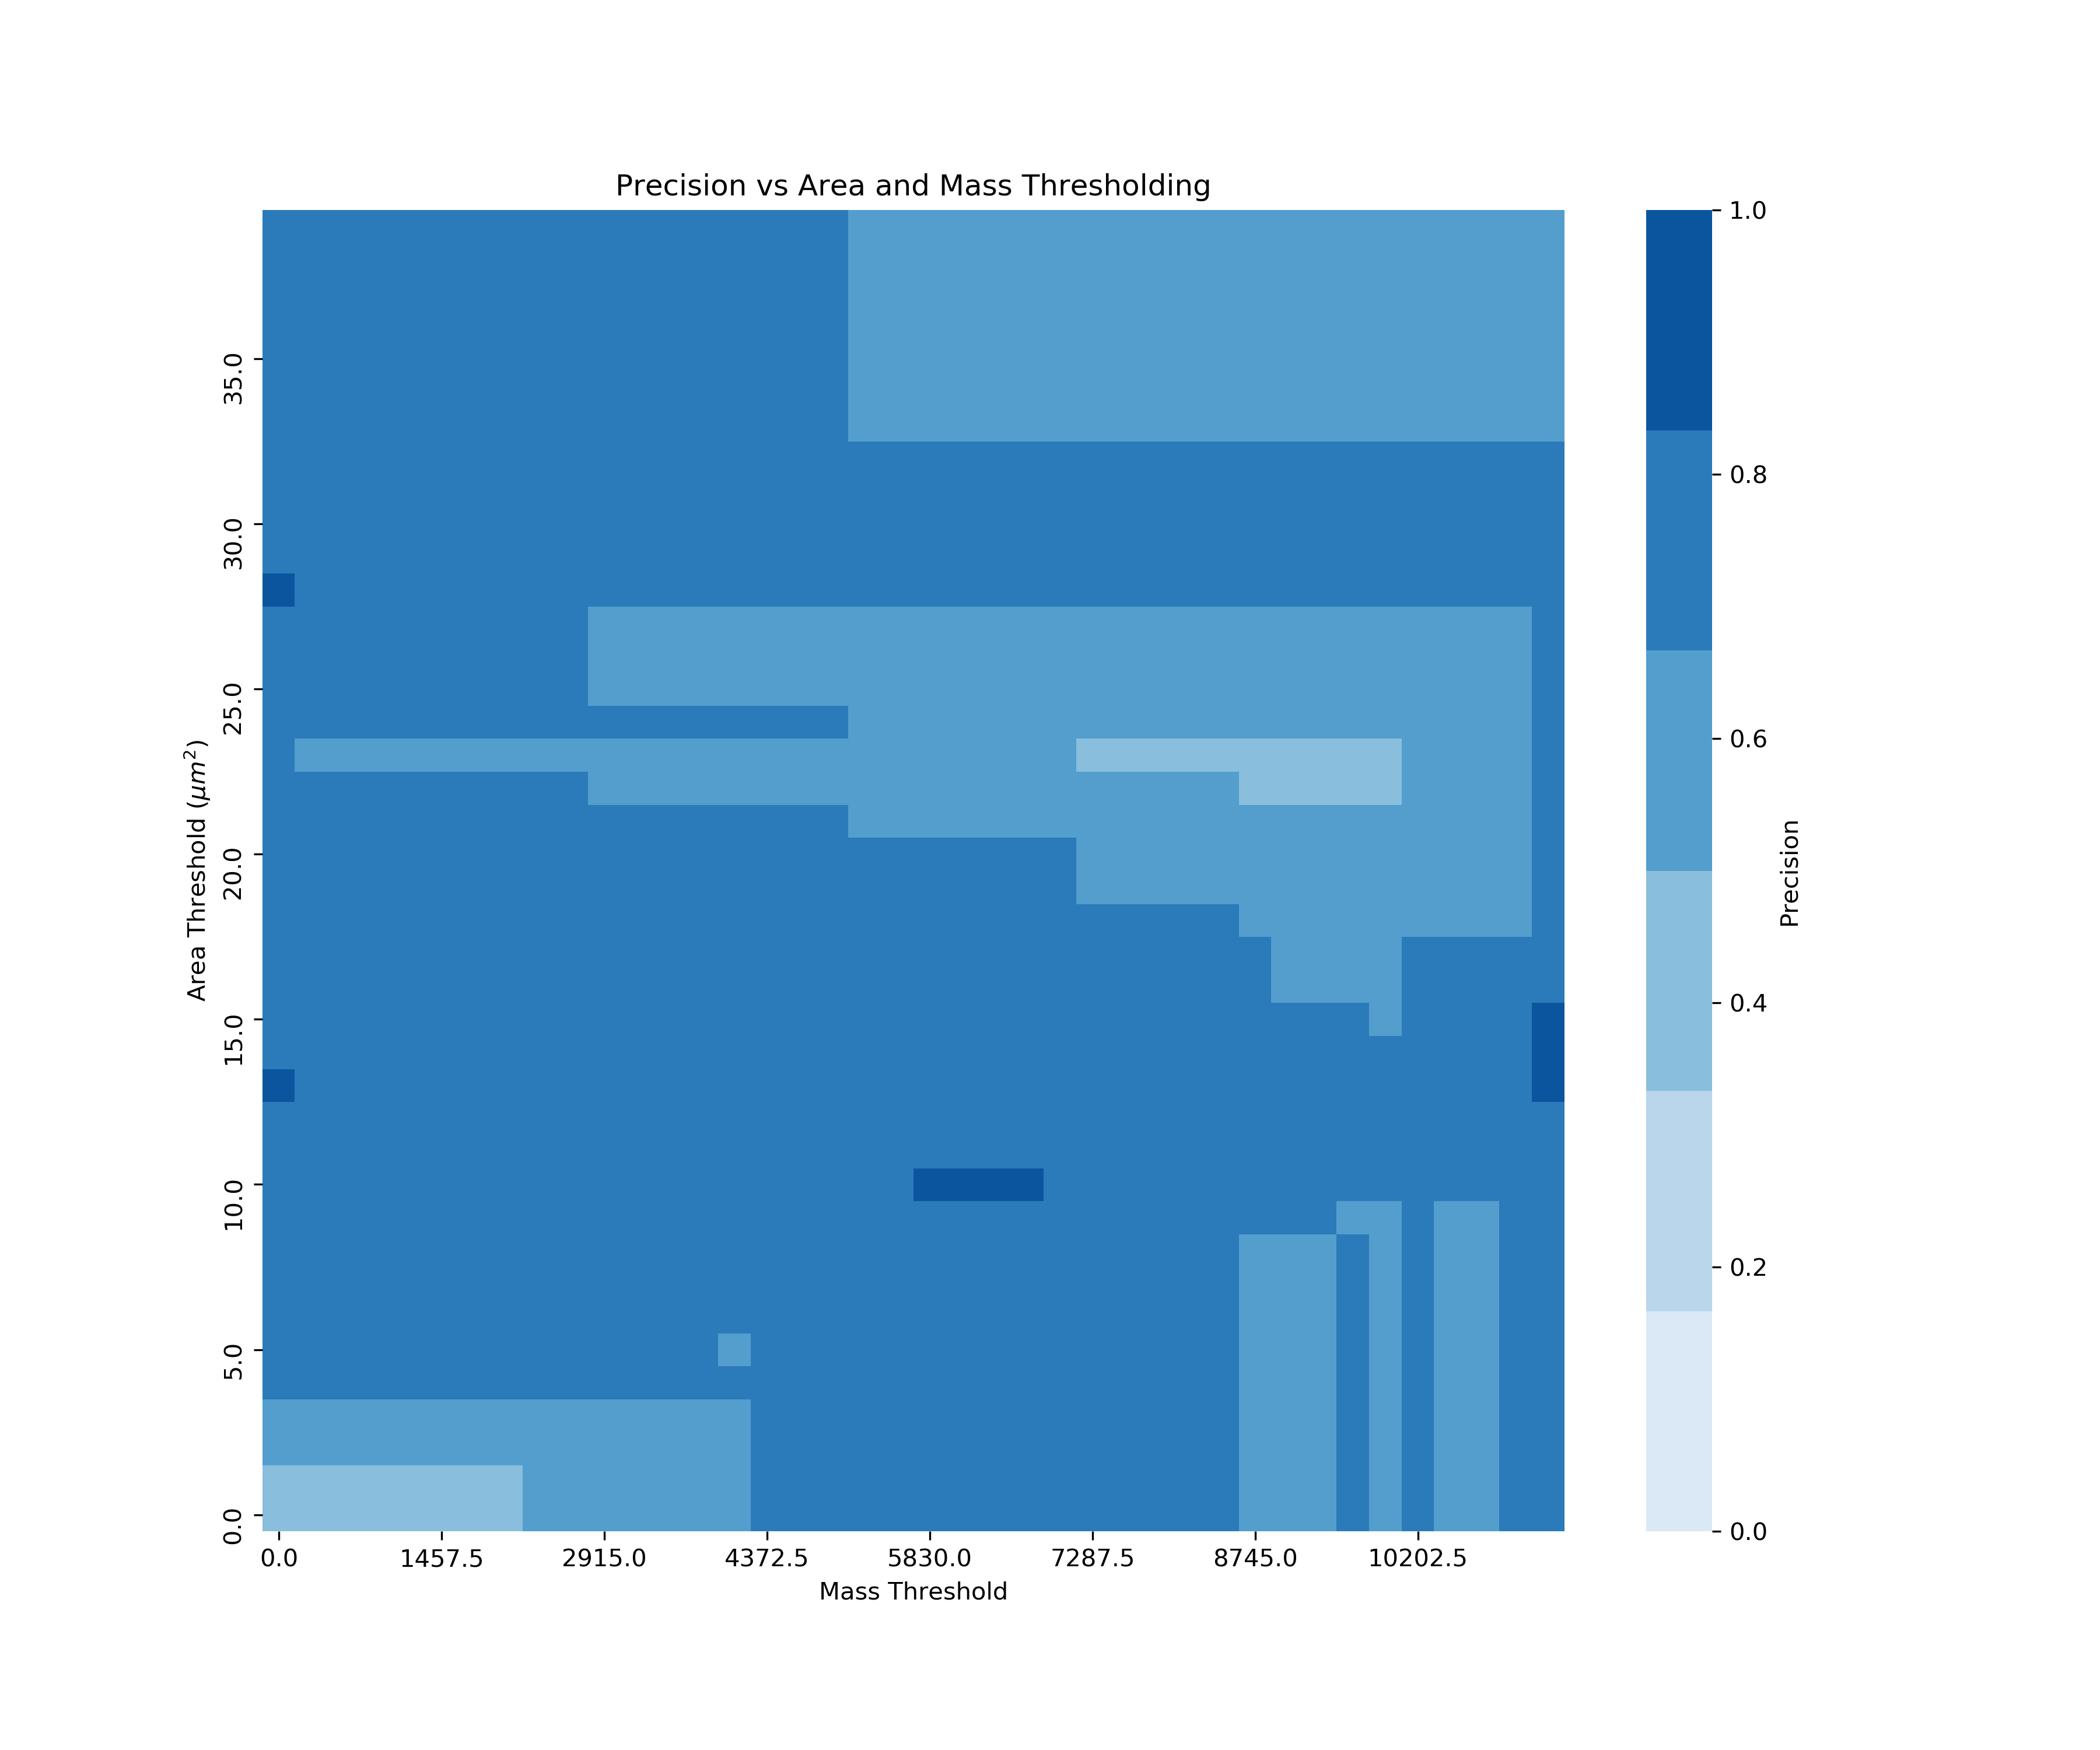 Precision vs Area and Mass Thresholding
Area Threshold (μm²)
35.0
30.0
25.0
20.0
15.0
10.0
5.0
0.0
0.0 1457.5 2915.0 4372.5 5830.0 7287.5 8745.0 10202.5
Mass Threshold
1.0
0.8
0.6
0.4
0.2
0.0
Precision